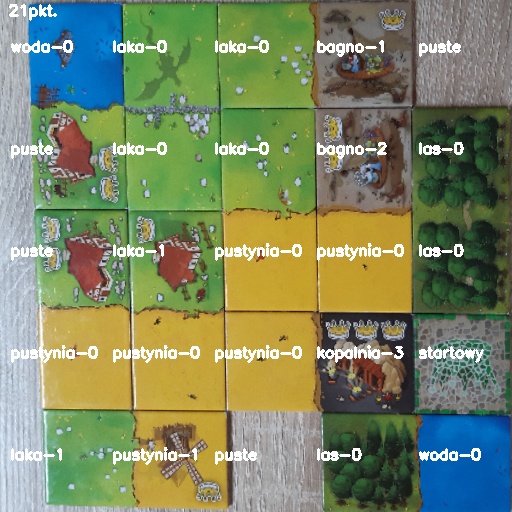 21pkt.
woda-0 laka-0 laka-0 bagno-1 puste
puste laka-0 laka-0 bagno-2 las-0
puste laka-1 pustynia-0 pustynia-0 las-0
pustynia-0 pustynia-0 pustynia-0 kopalnia-3 startowy
laka-1 pustynia-1 puste las-0 woda-0